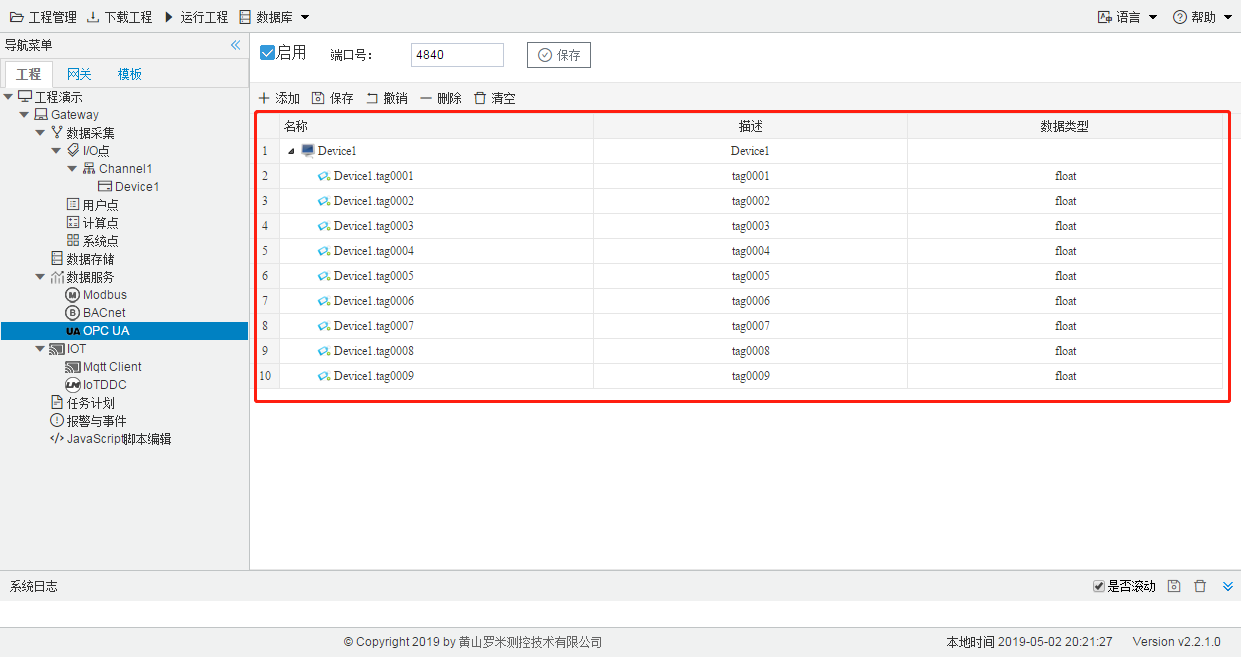 工程管理 下载工程 运行工程 数据库 语言 帮助
导航菜单
工程 网关 模板
工程演示
Gateway
数据采集
I/O点
Channel1
Device1
用户点
计算点
系统点
数据存储
数据服务
Modbus
BACnet
UA OPC UA
IOT
Mqtt Client
IoTDDC
任务计划
报警与事件
JavaScript脚本编辑
启用 端口号: 4840 保存
添加 保存 撤销 删除 清空
名称 描述 数据类型
1 Device1 Device1
2 Device1.tag0001 tag0001 float
3 Device1.tag0002 tag0002 float
4 Device1.tag0003 tag0003 float
5 Device1.tag0004 tag0004 float
6 Device1.tag0005 tag0005 float
7 Device1.tag0006 tag0006 float
8 Device1.tag0007 tag0007 float
9 Device1.tag0008 tag0008 float
10 Device1.tag0009 tag0009 float
系统日志 是否滚动
© Copyright 2019 by 黄山罗米测控技术有限公司 本地时间 2019-05-02 20:21:27 Version v2.2.1.0